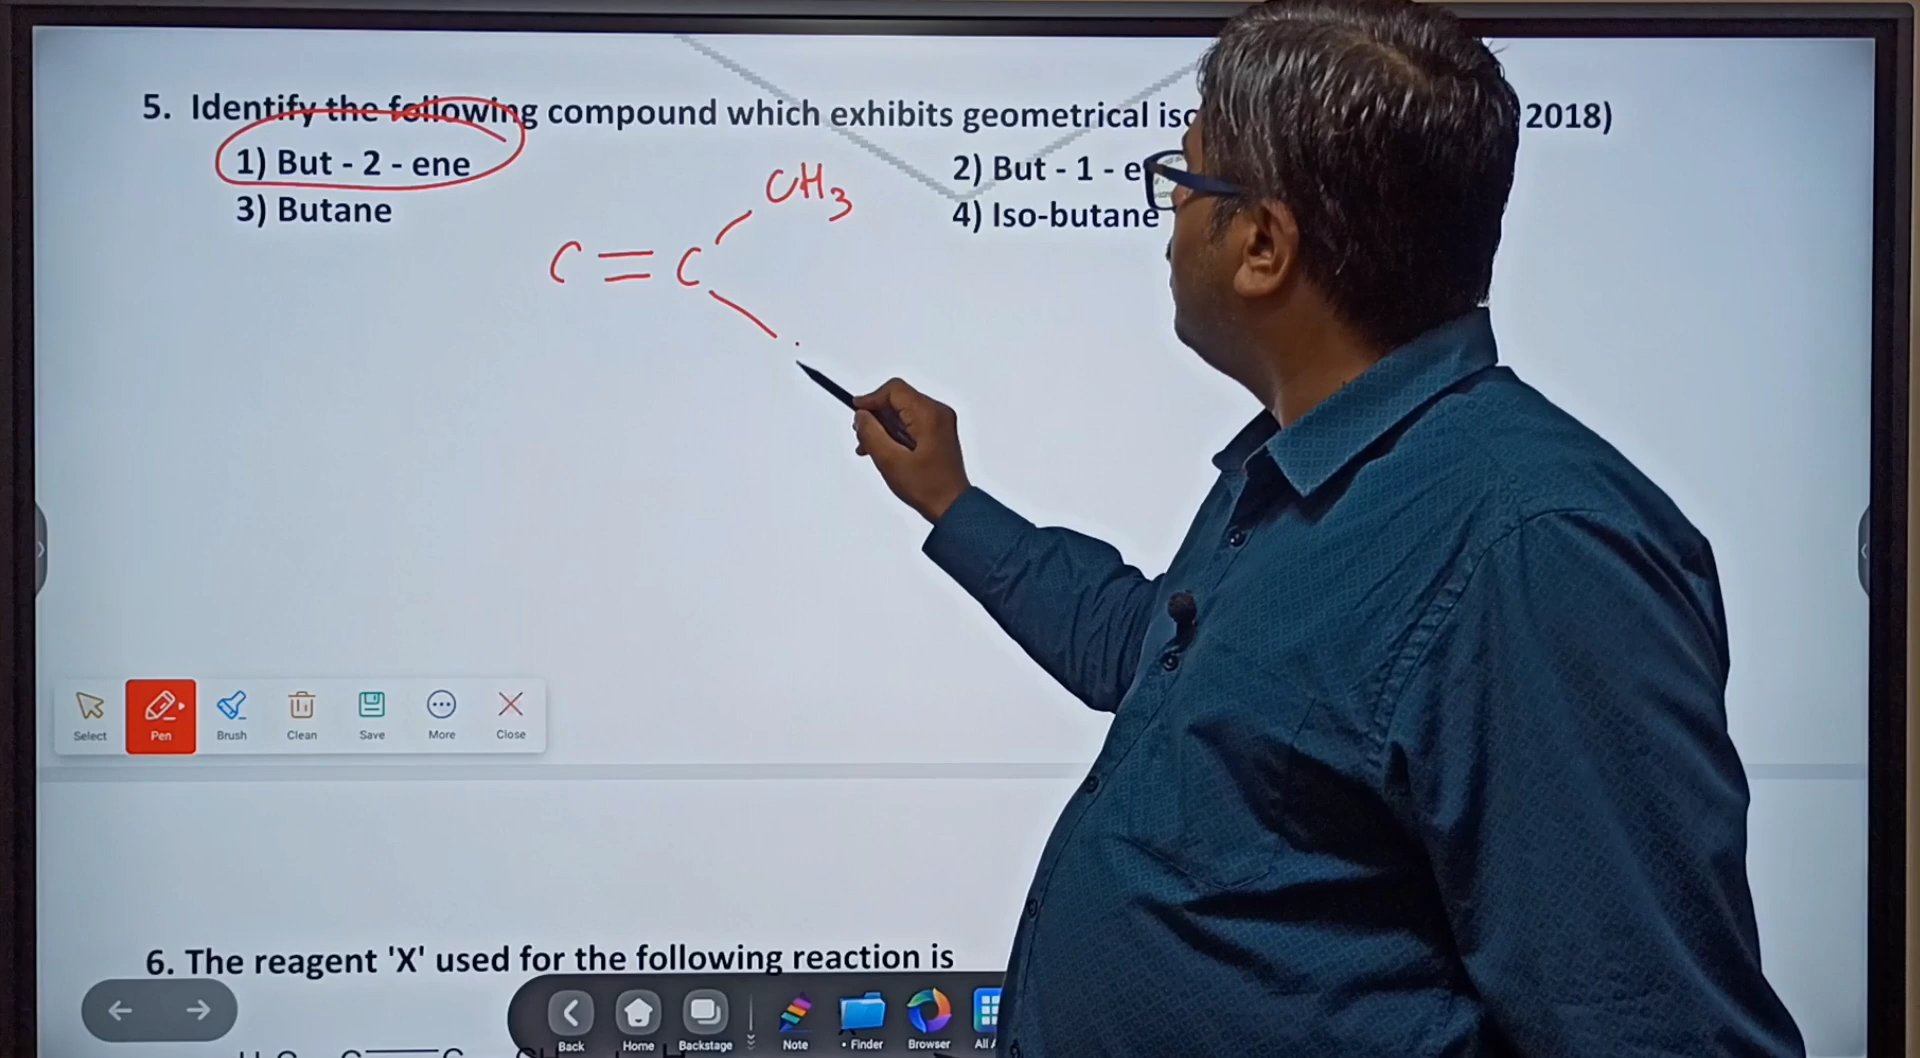 5. Identify the following compound which exhibits geometrical 2018)
1) But - 2 - ene 2) But - 1 -
3) Butane 4) Iso-butane
CH3
C = C
Select Pen Brush Clean Save More Close
6. The reagent 'X' used for the following reaction is
Back Home Backstage Note • Finder Browser All